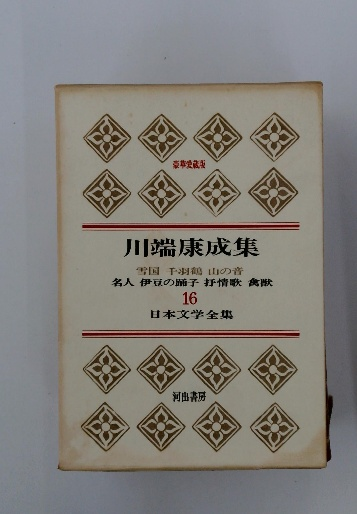 豪華愛蔵版
川端康成集
雪国 千羽鶴 山の音
名人 伊豆の踊子 抒情歌 禽獣
16
日本文学全集
河出書房